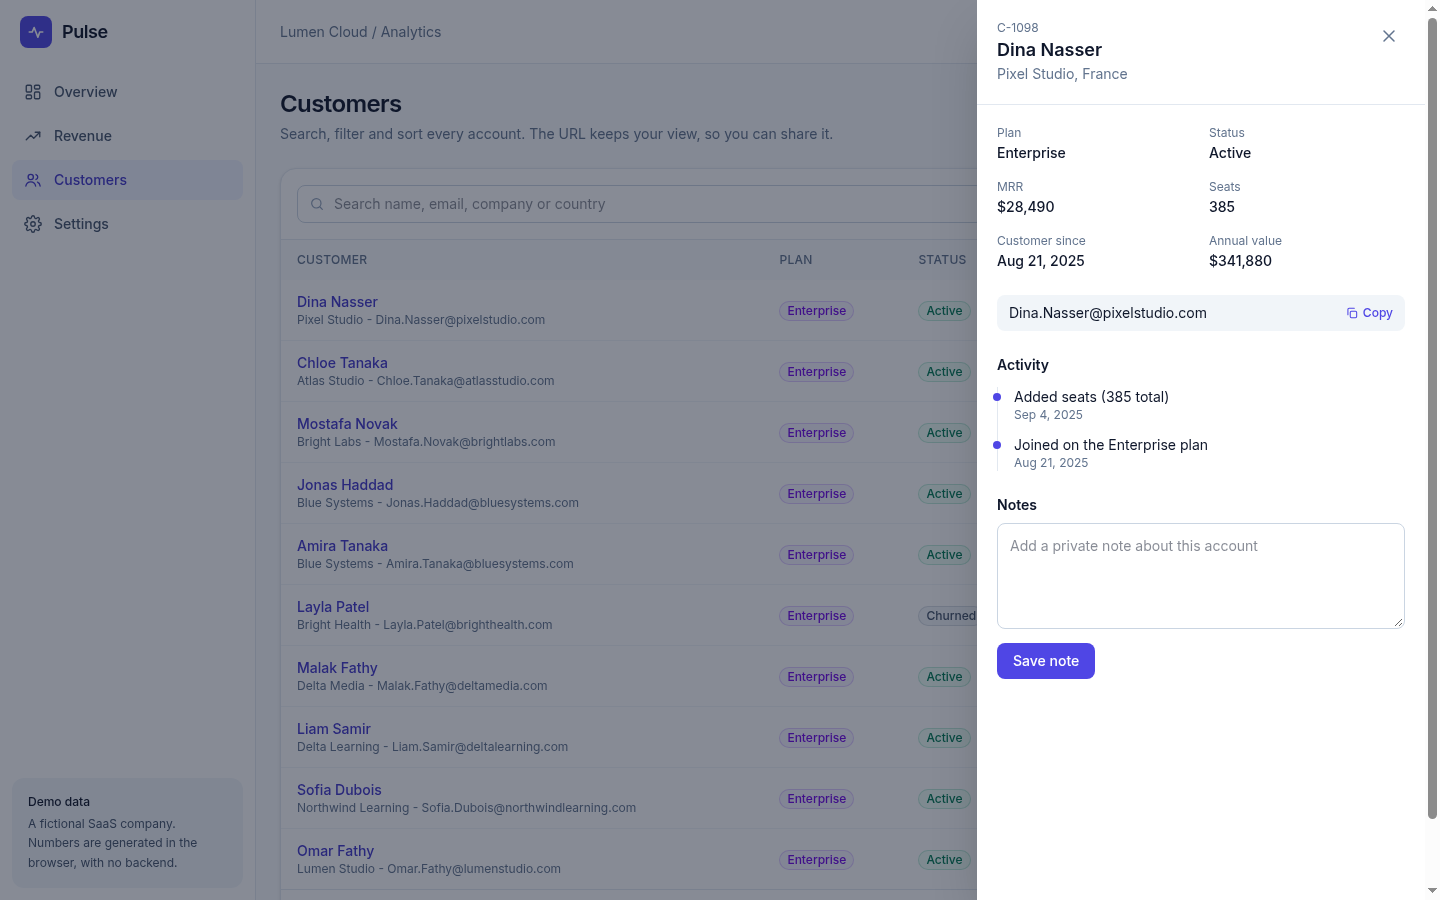 Pulse
Overview
Revenue
Customers
Settings
Demo data
A fictional SaaS company.
Numbers are generated in the
browser, with no backend.
Lumen Cloud / Analytics
Customers
Search, filter and sort every account. The URL keeps your view, so you can share it.
Search name, email, company or country
CUSTOMER PLAN STATUS
Dina Nasser
Pixel Studio - Dina.Nasser@pixelstudio.com
Enterprise Active
Chloe Tanaka
Atlas Studio - Chloe.Tanaka@atlasstudio.com
Enterprise Active
Mostafa Novak
Bright Labs - Mostafa.Novak@brightlabs.com
Enterprise Active
Jonas Haddad
Blue Systems - Jonas.Haddad@bluesystems.com
Enterprise Active
Amira Tanaka
Blue Systems - Amira.Tanaka@bluesystems.com
Enterprise Active
Layla Patel
Bright Health - Layla.Patel@brighthealth.com
Enterprise Churned
Malak Fathy
Delta Media - Malak.Fathy@deltamedia.com
Enterprise Active
Liam Samir
Delta Learning - Liam.Samir@deltalearning.com
Enterprise Active
Sofia Dubois
Northwind Learning - Sofia.Dubois@northwindlearning.com
Enterprise Active
Omar Fathy
Lumen Studio - Omar.Fathy@lumenstudio.com
Enterprise Active
C-1098
Dina Nasser
Pixel Studio, France
Plan Status
Enterprise Active
MRR Seats
$28,490 385
Customer since Annual value
Aug 21, 2025 $341,880
Dina.Nasser@pixelstudio.com Copy
Activity
Added seats (385 total)
Sep 4, 2025
Joined on the Enterprise plan
Aug 21, 2025
Notes
Add a private note about this account
Save note